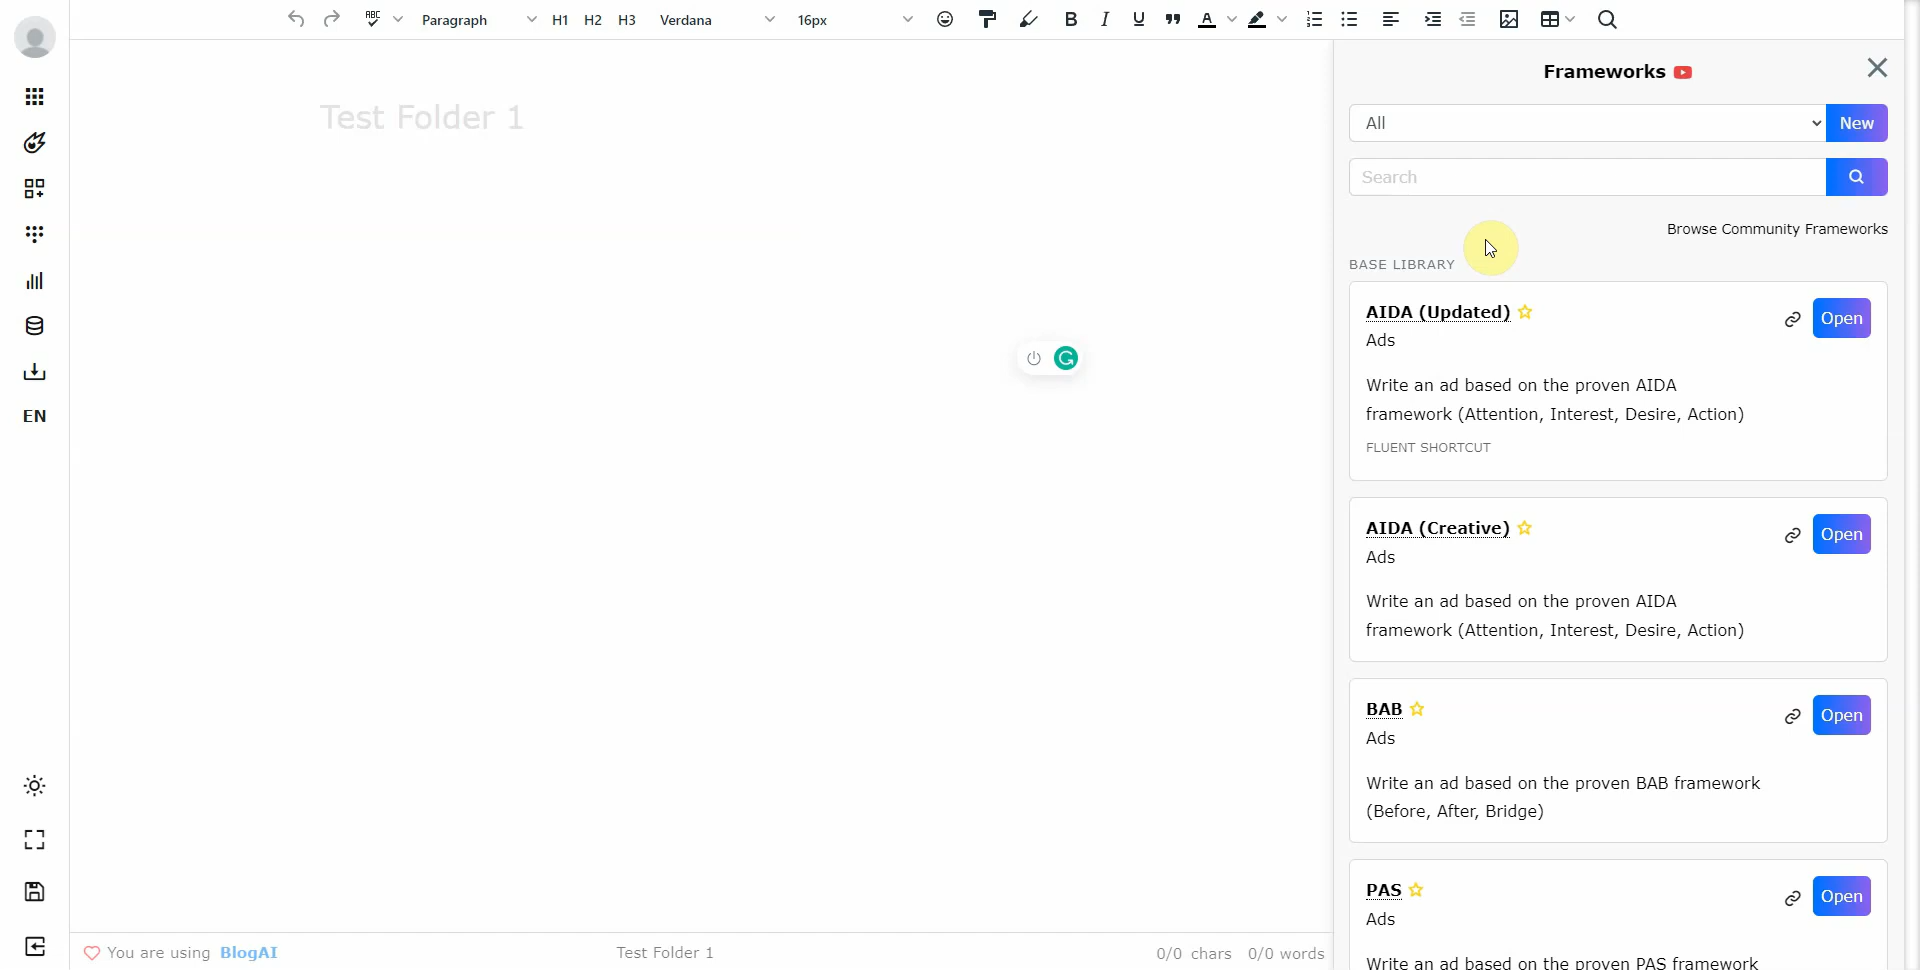 ABC Paragraph H1 H2 H3 Verdana 16px B I U A
Frameworks
Test Folder 1
All New
Search
Browse Community Frameworks
BASE LIBRARY
AIDA (Updated) Open
Ads
Write an ad based on the proven AIDA
framework (Attention, Interest, Desire, Action)
FLUENT SHORTCUT
EN
AIDA (Creative) Open
Ads
Write an ad based on the proven AIDA
framework (Attention, Interest, Desire, Action)
BAB Open
Ads
Write an ad based on the proven BAB framework
(Before, After, Bridge)
PAS Open
Ads
Write an ad based on the proven PAS framework
You are using BlogAI Test Folder 1 0/0 chars 0/0 words